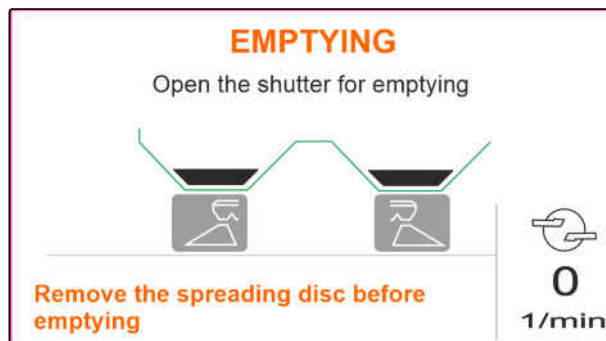 EMPTYING
Open the shutter for emptying
Remove the spreading disc before
emptying
0
1/min